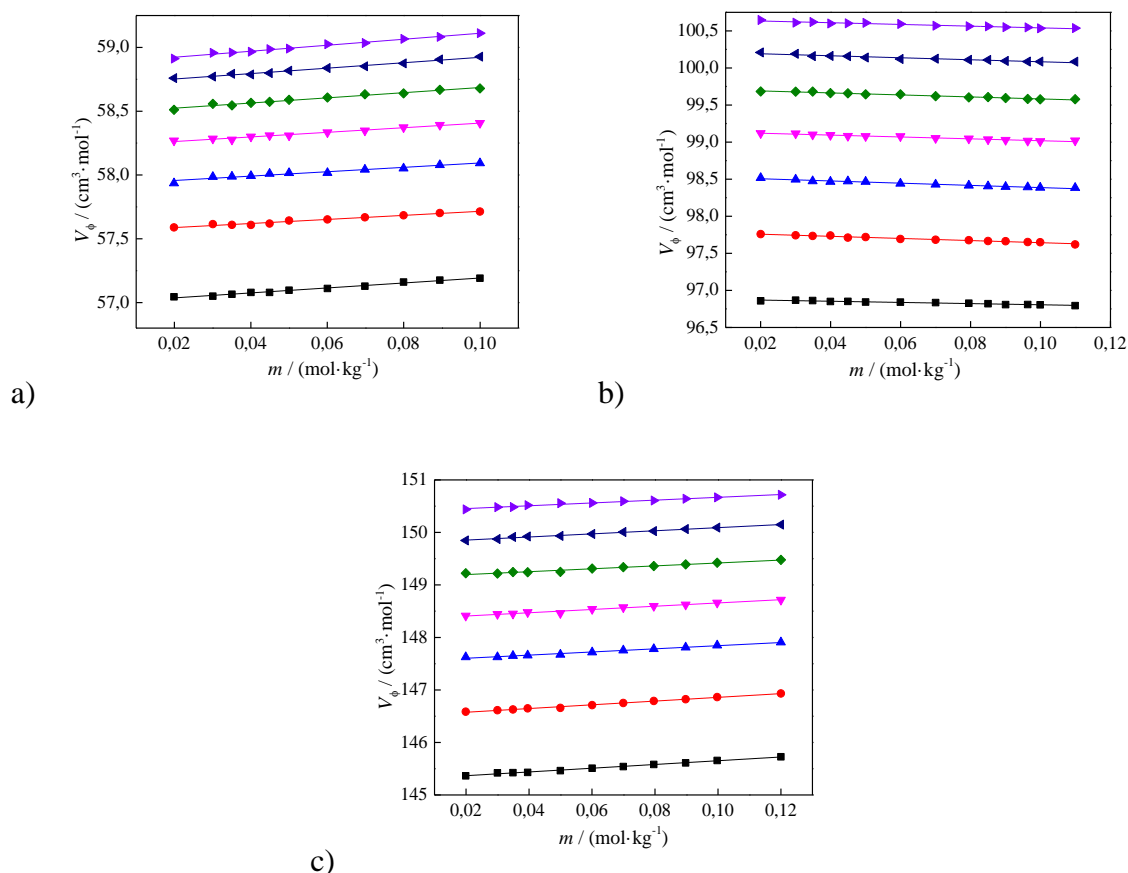 59,0
58,5
58,0
57,5
57,0
V_ϕ / (cm³·mol⁻¹)
0,02 0,04 0,06 0,08 0,10
m / (mol·kg⁻¹)
a)
100,5
100,0
99,5
99,0
98,5
98,0
97,5
97,0
96,5
V_ϕ / (cm³·mol⁻¹)
0,02 0,04 0,06 0,08 0,10 0,12
m / (mol·kg⁻¹)
b)
151
150
149
148
147
146
145
V_ϕ / (cm³·mol⁻¹)
0,02 0,04 0,06 0,08 0,10 0,12
m / (mol·kg⁻¹)
c)